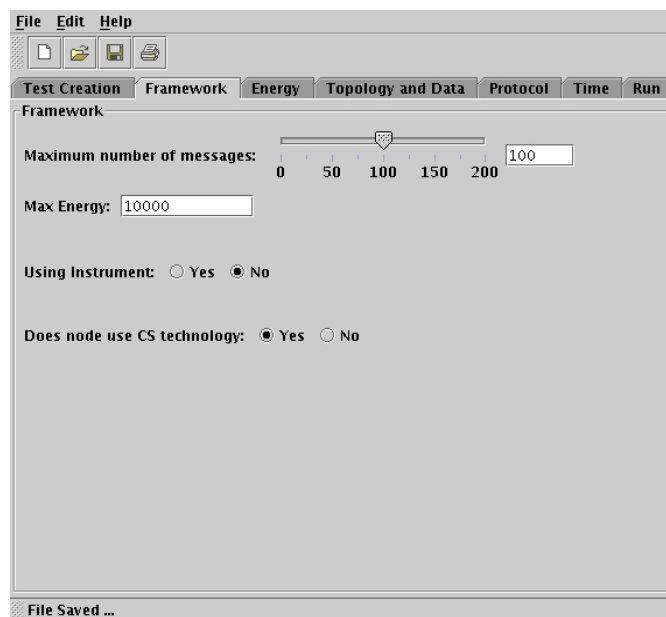 File Edit Help
Test Creation Framework Energy Topology and Data Protocol Time Run
Framework
Maximum number of messages: 100
0 50 100 150 200
Max Energy: 10000
Using Instrument: Yes No
Does node use CS technology: Yes No
File Saved ...